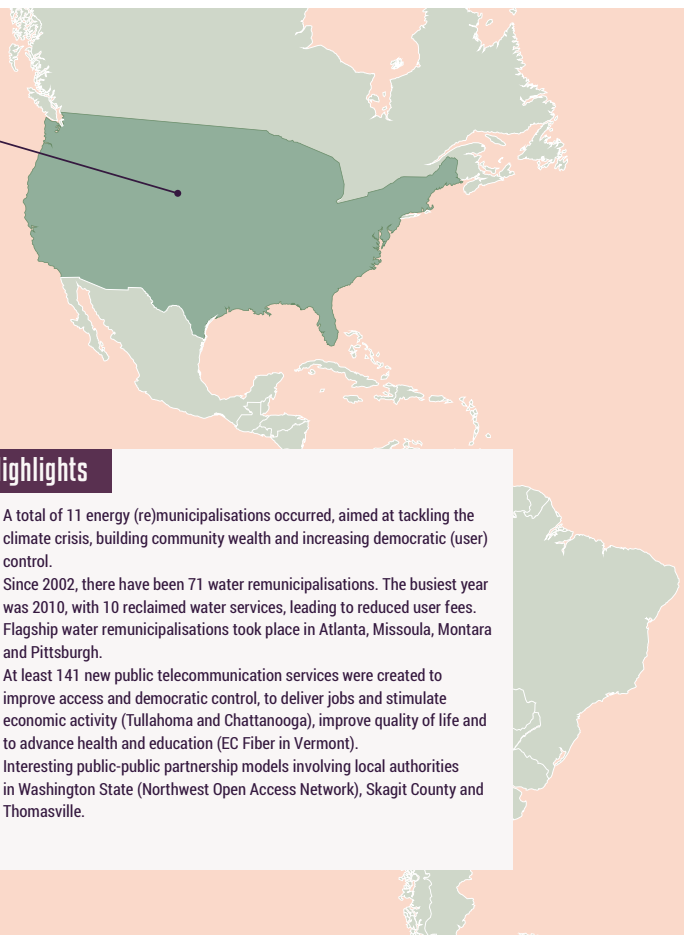 ighlights
A total of 11 energy (re)municipalisations occurred, aimed at tackling the
climate crisis, building community wealth and increasing democratic (user)
control.
Since 2002, there have been 71 water remunicipalisations. The busiest year
was 2010, with 10 reclaimed water services, leading to reduced user fees.
Flagship water remunicipalisations took place in Atlanta, Missoula, Montara
and Pittsburgh.
At least 141 new public telecommunication services were created to
improve access and democratic control, to deliver jobs and stimulate
economic activity (Tullahoma and Chattanooga), improve quality of life and
to advance health and education (EC Fiber in Vermont).
Interesting public-public partnership models involving local authorities
in Washington State (Northwest Open Access Network), Skagit County and
Thomasville.